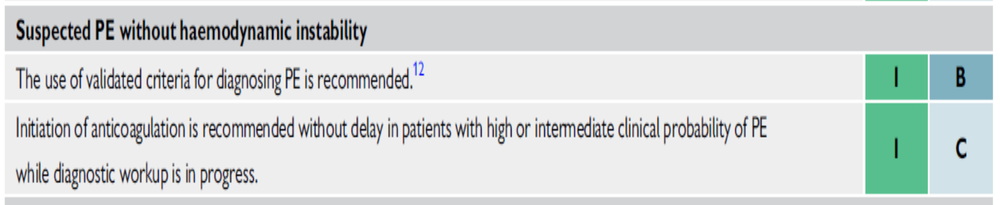 Suspected PE without haemodynamic instability
The use of validated criteria for diagnosing PE is recommended.12 I B
Initiation of anticoagulation is recommended without delay in patients with high or intermediate clinical probability of PE
while diagnostic workup is in progress. I C